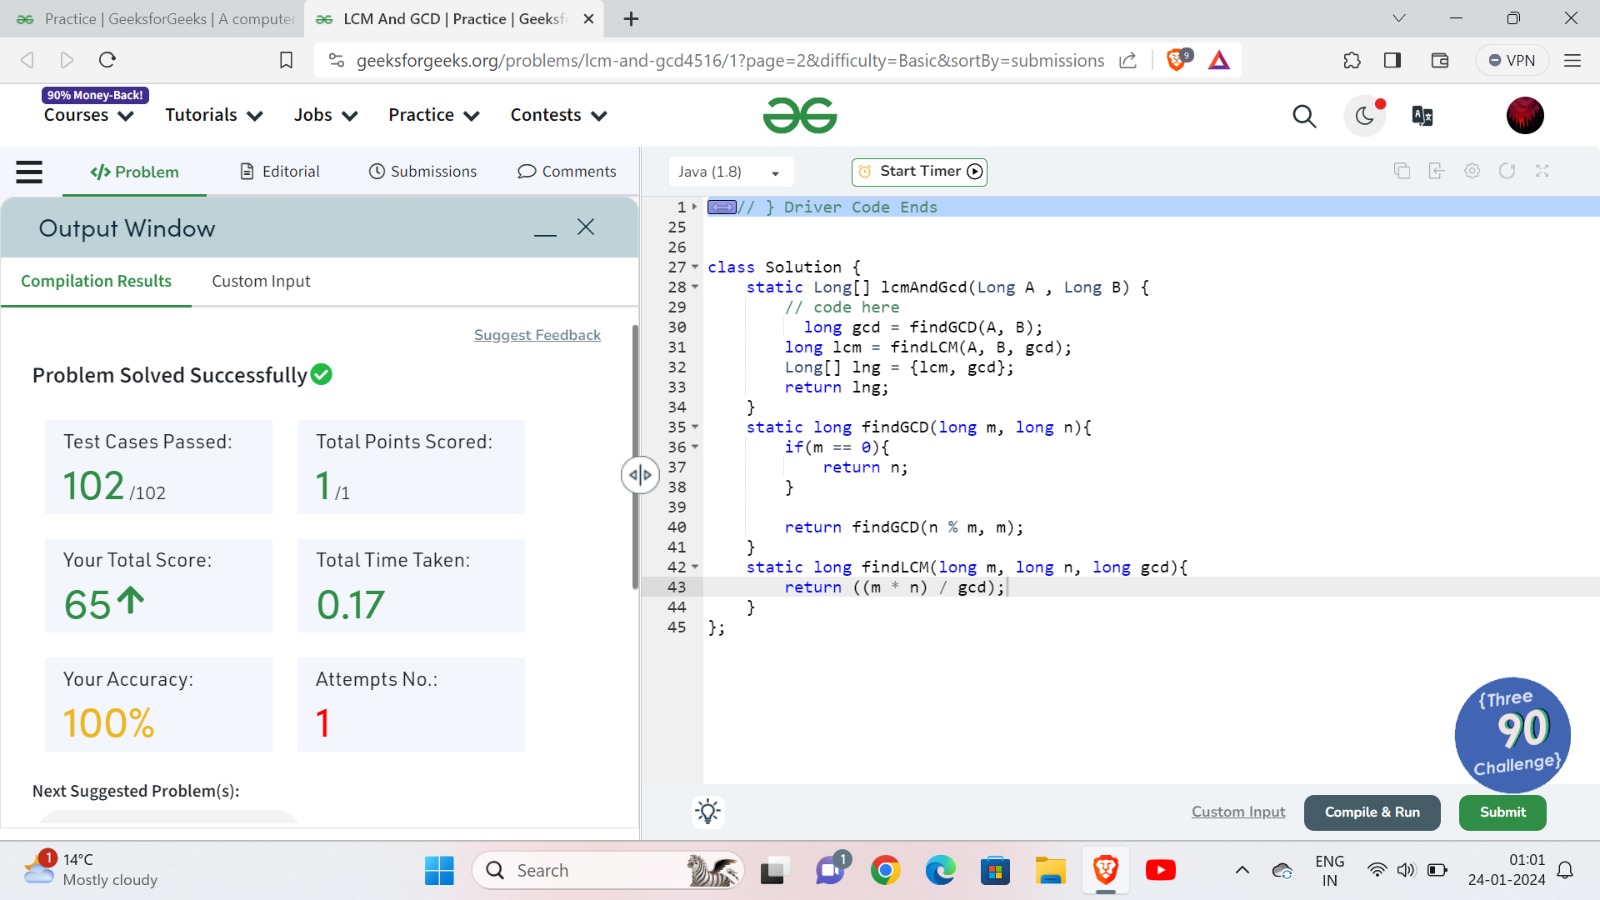 Practice | GeeksforGeeks | A computer
LCM And GCD | Practice | Geeksf
geeksforgeeks.org/problems/lcm-and-gcd4516/1?page=2&difficulty=Basic&sortBy=submissions
9
VPN
90% Money-Back!
Courses
Tutorials
Jobs
Practice
Contests
</> Problem
Editorial
Submissions
Comments
Output Window
Compilation Results
Custom Input
Suggest Feedback
Problem Solved Successfully
Test Cases Passed:
102 /102
Total Points Scored:
1 /1
Your Total Score:
65
Total Time Taken:
0.17
Your Accuracy:
100%
Attempts No.:
1
Next Suggested Problem(s):
Java (1.8)
Start Timer
1 // } Driver Code Ends
25
26
27 class Solution {
28 static Long[] lcmAndGcd(Long A , Long B) {
29 // code here
30 long gcd = findGCD(A, B);
31 long lcm = findLCM(A, B, gcd);
32 Long[] lng = {lcm, gcd};
33 return lng;
34 }
35 static long findGCD(long m, long n){
36 if(m == 0){
37 return n;
38 }
39
40 return findGCD(n % m, m);
41 }
42 static long findLCM(long m, long n, long gcd){
43 return ((m * n) / gcd);
44 }
45 };
{Three
90
Challenge}
Custom Input
Compile & Run
Submit
1
14°C
Mostly cloudy
Search
1
ENG
IN
01:01
24-01-2024